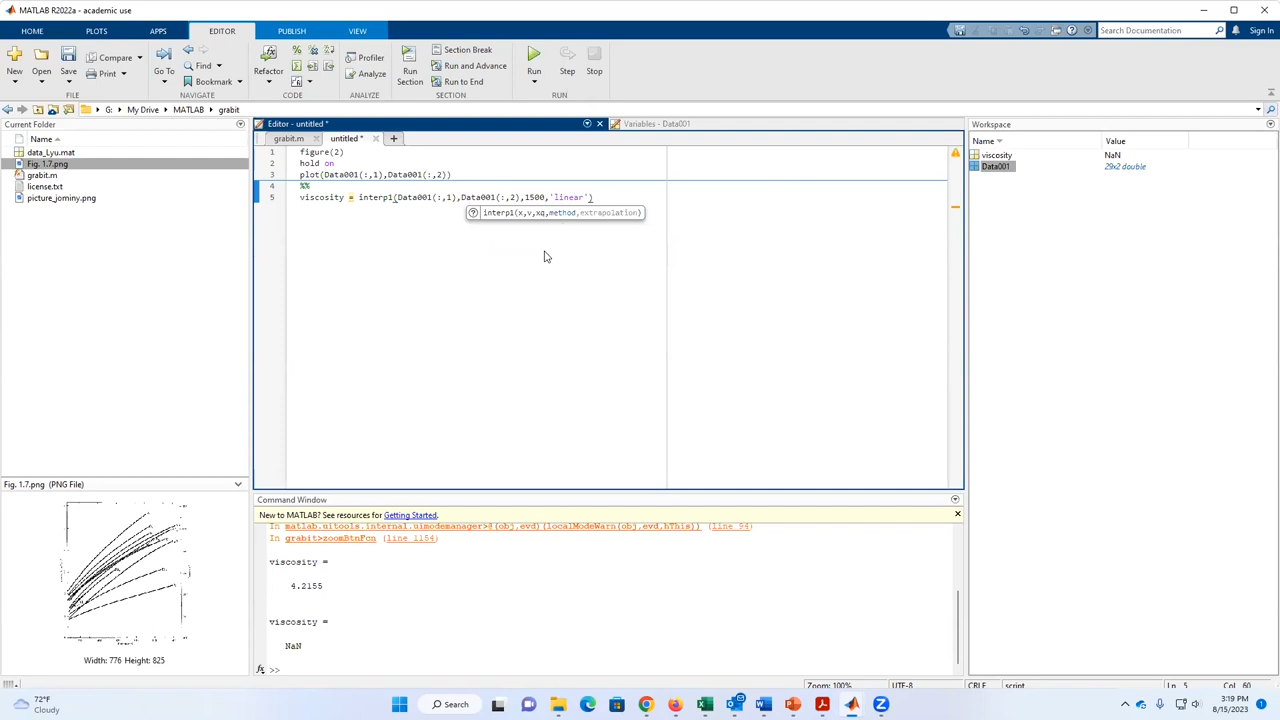 MATLAB R2022a - academic use
HOME PLOTS APPS EDITOR PUBLISH VIEW Search Documentation Sign In
New Open Save Compare Print Go To Find Bookmark Refactor Profiler Analyze Run Section Section Break Run and Advance Run to End Run Step Stop
FILE NAVIGATE CODE ANALYZE SECTION RUN
G: My Drive MATLAB grabit
Current Folder Editor - untitled * Variables - Data001 Workspace
Name grabit.m untitled * Name Value
data_Lyu.mat
Fig. 1.7.png
grabit.m
license.txt
picture_jominy.png
1 figure(2)
2 hold on
3 plot(Data001(:,1),Data001(:,2))
4 %%
5 viscosity = interp1(Data001(:,1),Data001(:,2),1500,'linear')
interp1(x,v,xq,method,extrapolation)
viscosity NaN
Data001 29x2 double
Fig. 1.7.png (PNG File)
Width: 776 Height: 825
Command Window
New to MATLAB? See resources for Getting Started.
In matlab.uitools.internal.uimodemanager>@(obj,evd)(localModeWarn(obj,evd,hThis)) (line 94)
In grabit>zoomBtnFcn (line 1154)
viscosity =
4.2155
viscosity =
NaN
fx >>
Zoom: 100% UTF-8 CRLF script Ln 5 Col 60
72°F
Cloudy
Search
3:19 PM
8/15/2023